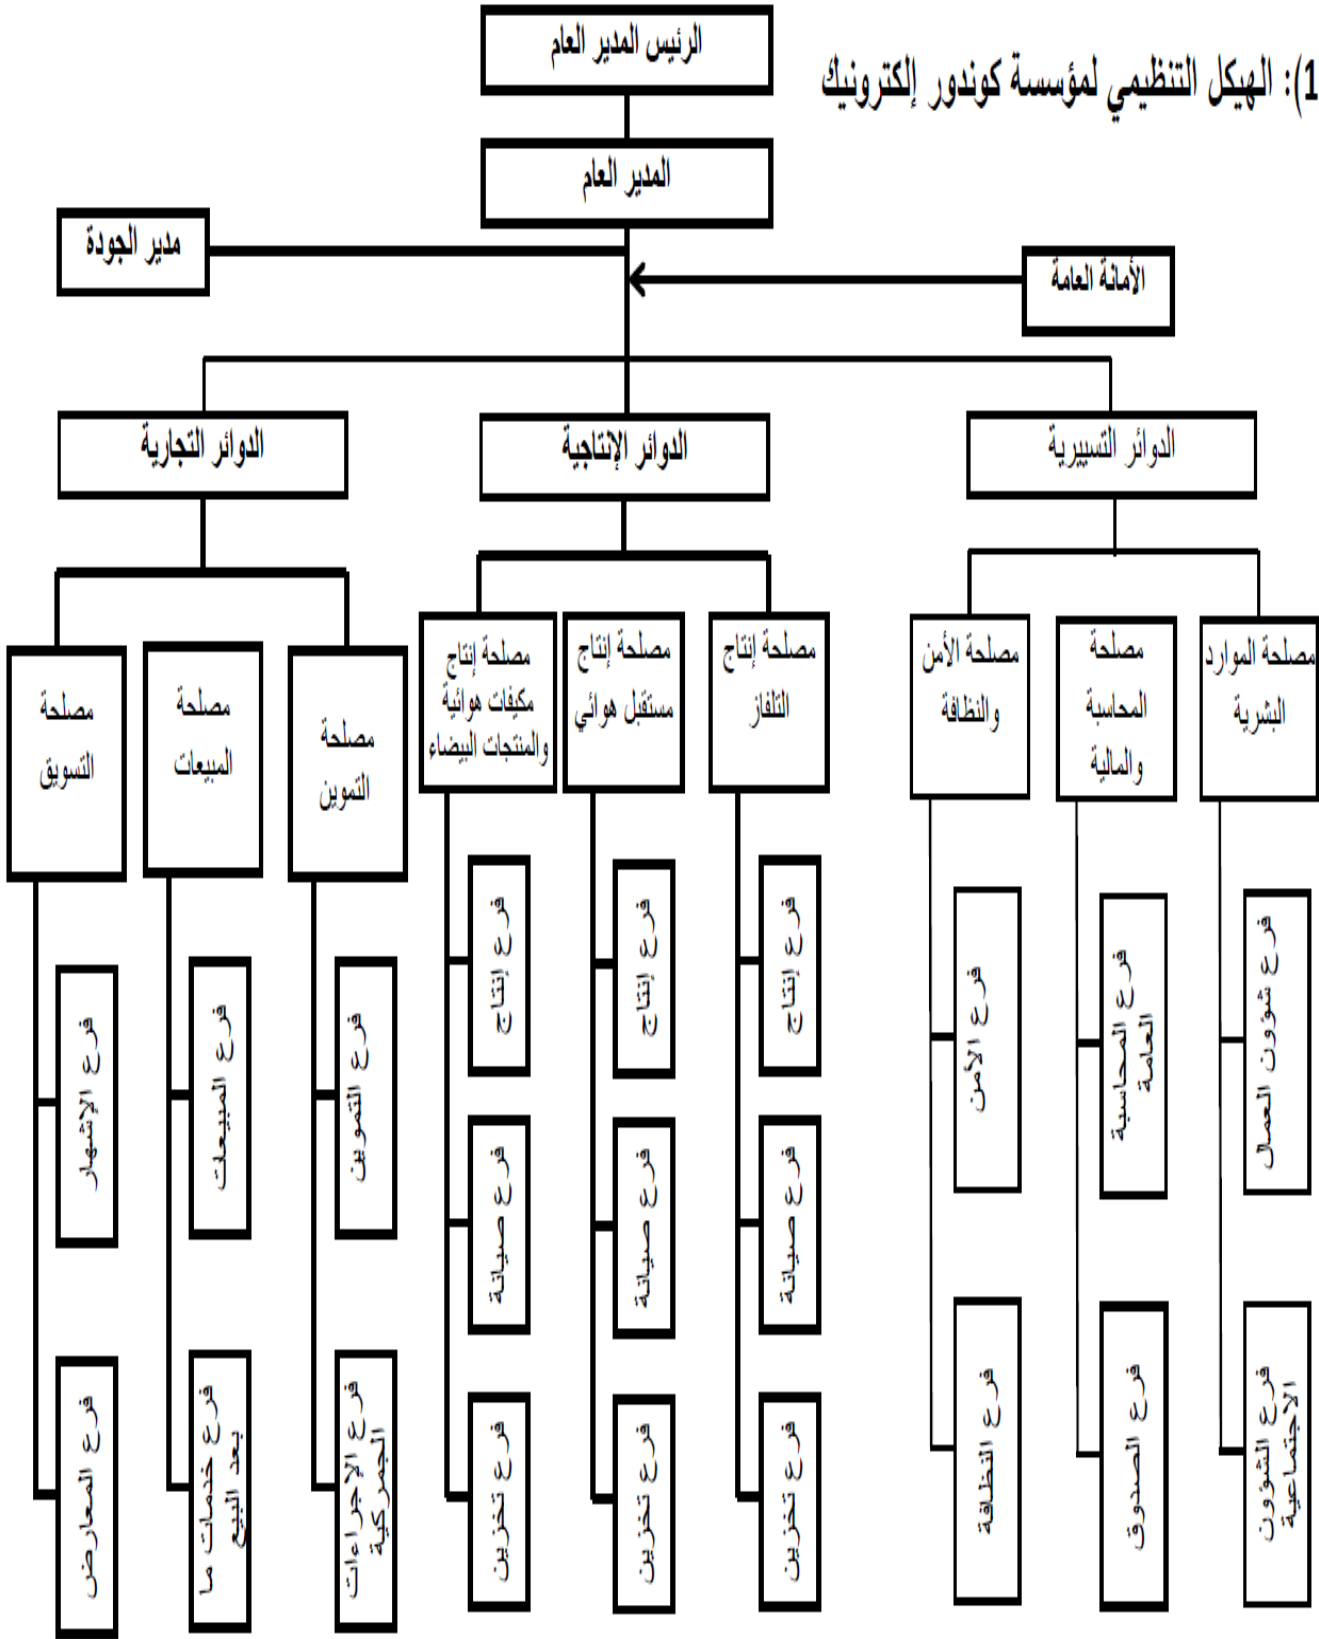 1): الهيكل التنظيمي لمؤسسة كوندور إلكترونيك
الرئيس المدير العام
المدير العام
مدير الجودة
الأمانة العامة
الدوائر التسييرية
الدوائر الإنتاجية
الدوائر التجارية
مصلحة الموارد
البشرية
مصلحة
المحاسبة
والمالية
مصلحة الأمن
والنظافة
مصلحة إنتاج
التلفاز
مصلحة إنتاج
مستقبل هوائي
مصلحة إنتاج
مكيفات هوائية
والمنتجات البيضاء
مصلحة
التموين
مصلحة
المبيعات
مصلحة
التسويق
فرع شؤون العمال
فرع المحاسبة
العامة
فرع الأمن
فرع إنتاج
فرع إنتاج
فرع إنتاج
فرع التموين
فرع المبيعات
فرع الإشهار
فرع صيانة
فرع صيانة
فرع صيانة
فرع الشؤون
الاجتماعية
فرع الصدوق
فرع النظافة
فرع تخزين
فرع تخزين
فرع تخزين
فرع الإجراءات
الجمركية
فرع خدمات ما
بعد البيع
فرع المعارض